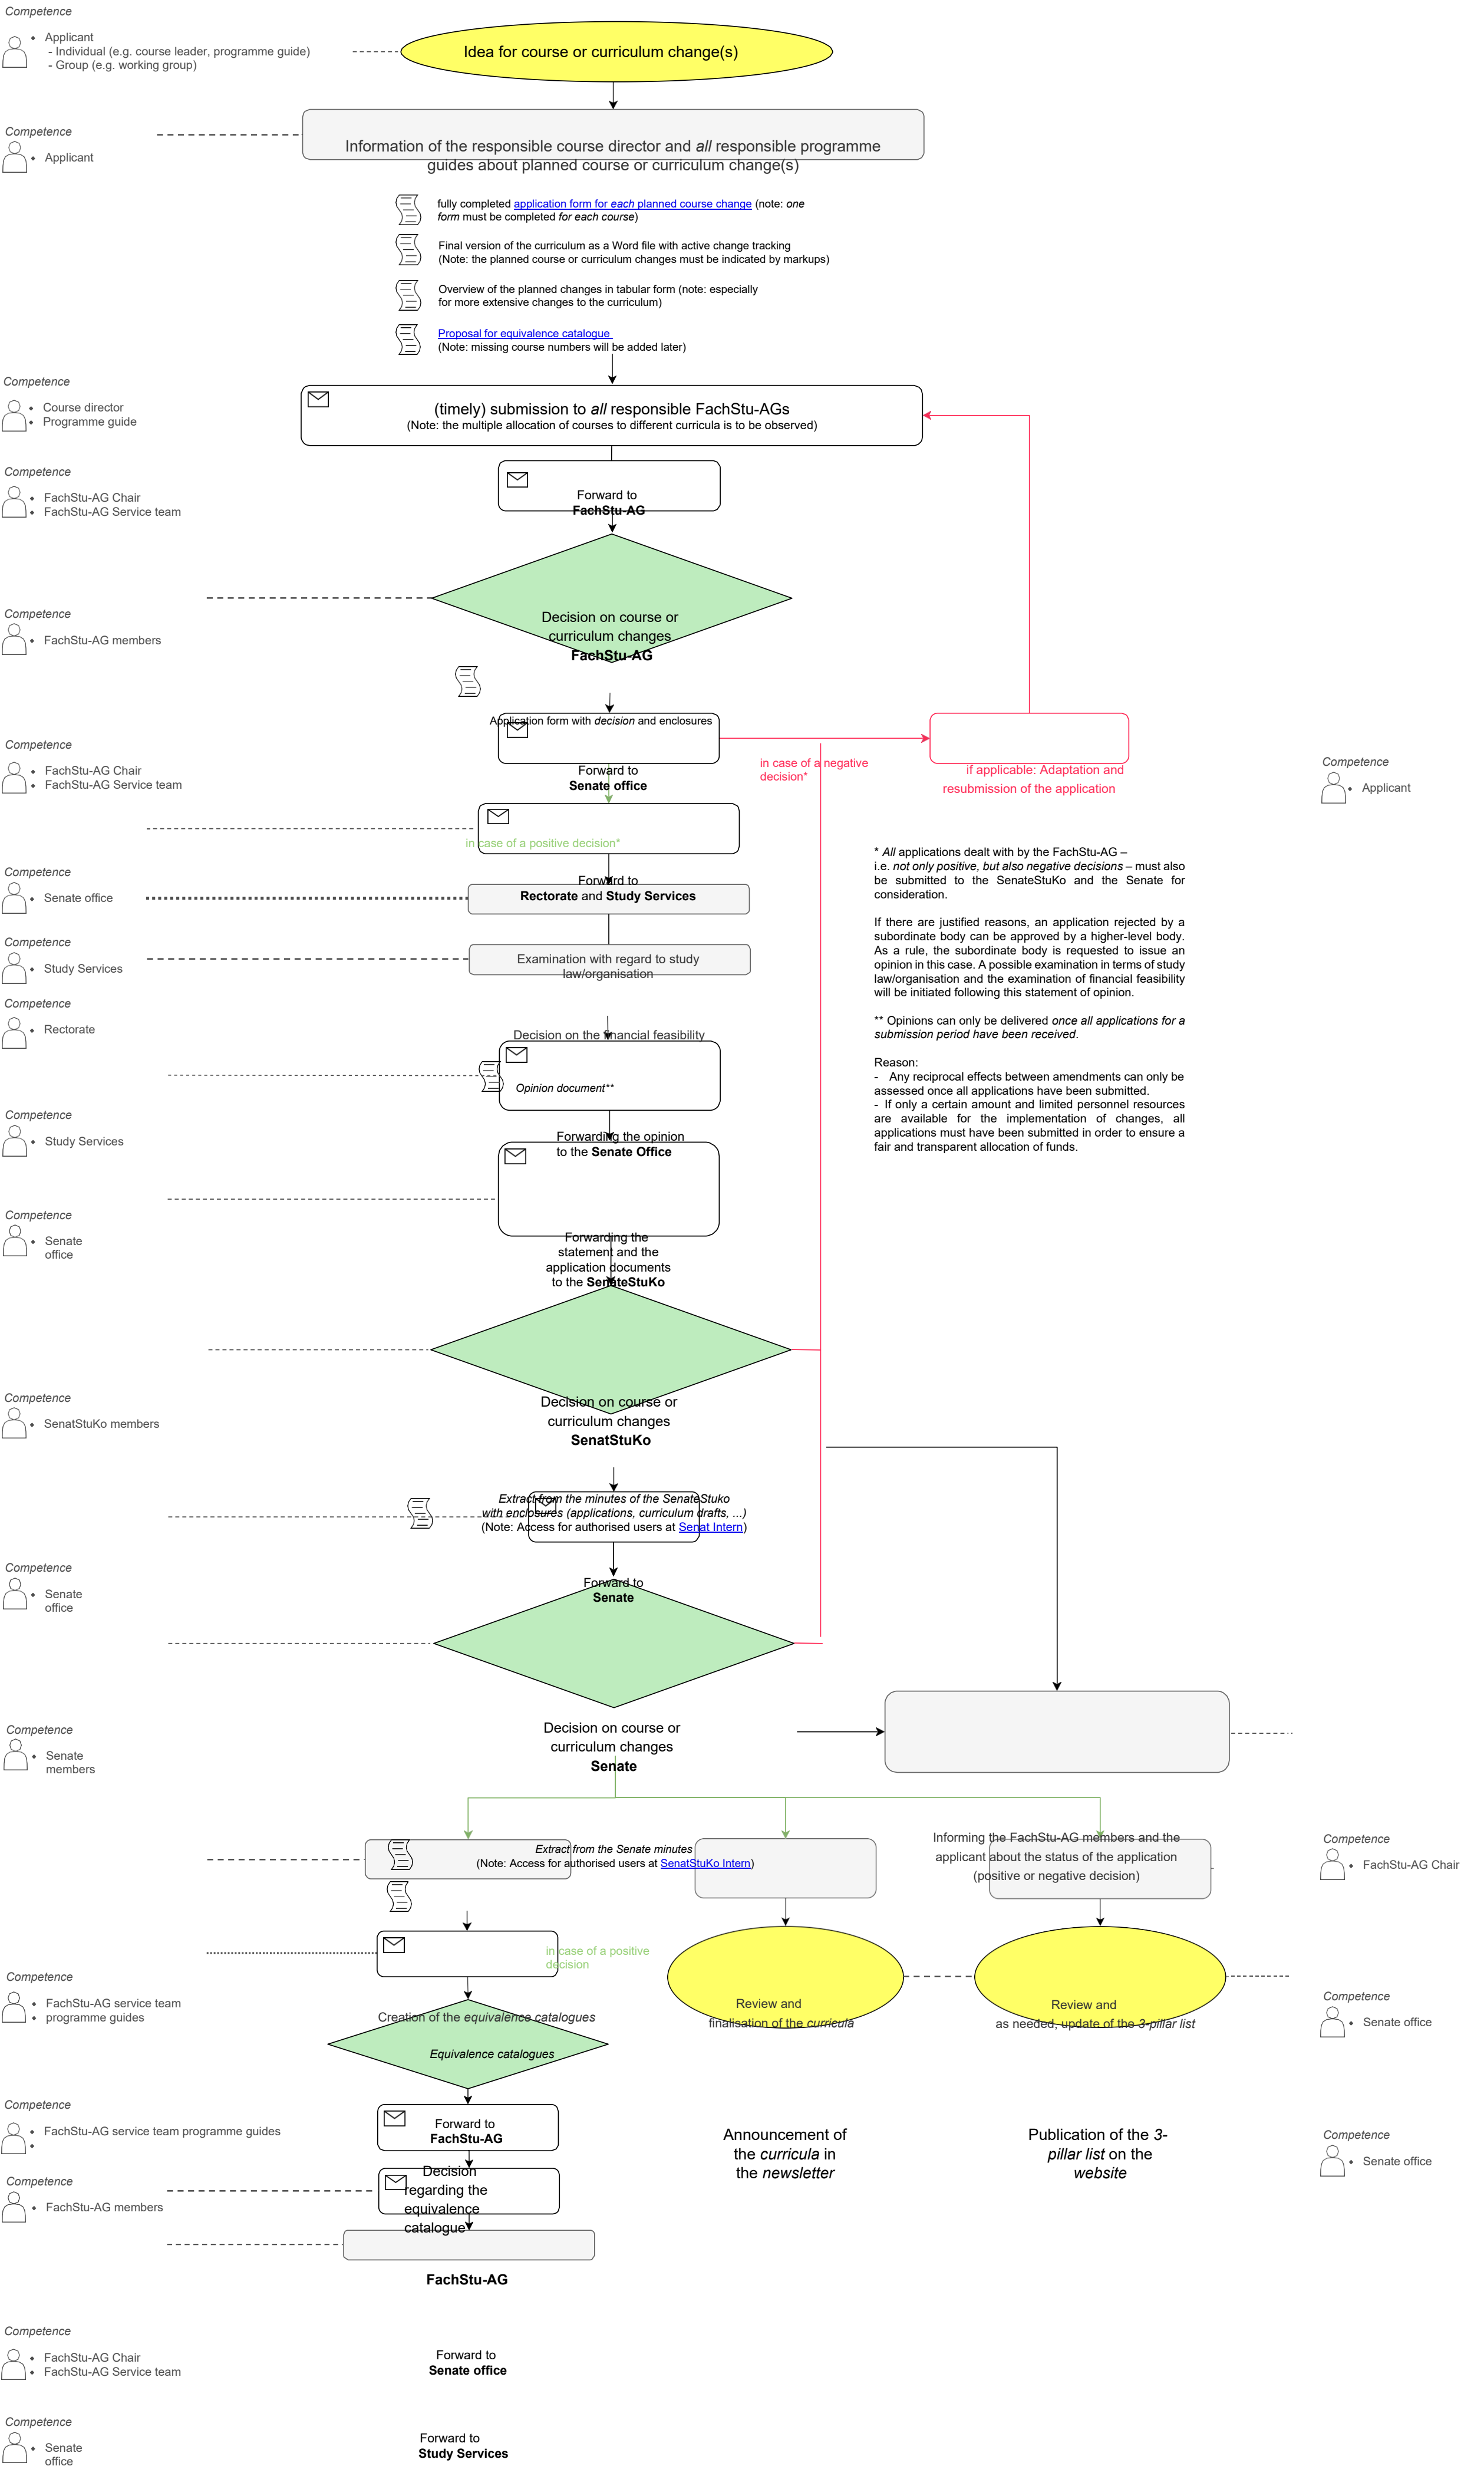 Competence
• Applicant
- Individual (e.g. course leader, programme guide)
- Group (e.g. working group)
Idea for course or curriculum change(s)
Competence
• Applicant
Information of the responsible course director and all responsible programme
guides about planned course or curriculum change(s)
fully completed application form for each planned course change (note: one
form must be completed for each course)
Final version of the curriculum as a Word file with active change tracking
(Note: the planned course or curriculum changes must be indicated by markups)
Overview of the planned changes in tabular form (note: especially
for more extensive changes to the curriculum)
Proposal for equivalence catalogue
(Note: missing course numbers will be added later)
Competence
• Course director
• Programme guide
(timely) submission to all responsible FachStu-AGs
(Note: the multiple allocation of courses to different curricula is to be observed)
Competence
• FachStu-AG Chair
• FachStu-AG Service team
Forward to
FachStu-AG
Competence
• FachStu-AG members
Decision on course or
curriculum changes
FachStu-AG
Application form with decision and enclosures
Competence
• FachStu-AG Chair
• FachStu-AG Service team
Forward to
Senate office
in case of a negative
decision*
if applicable: Adaptation and
resubmission of the application
Competence
• Applicant
in case of a positive decision*
Competence
• Senate office
Forward to
Rectorate and Study Services
* All applications dealt with by the FachStu-AG –
i.e. not only positive, but also negative decisions – must also
be submitted to the SenateStuKo and the Senate for
consideration.
If there are justified reasons, an application rejected by a
subordinate body can be approved by a higher-level body.
As a rule, the subordinate body is requested to issue an
opinion in this case. A possible examination in terms of study
law/organisation and the examination of financial feasibility
will be initiated following this statement of opinion.
** Opinions can only be delivered once all applications for a
submission period have been received.
Reason:
- Any reciprocal effects between amendments can only be
assessed once all applications have been submitted.
- If only a certain amount and limited personnel resources
are available for the implementation of changes, all
applications must have been submitted in order to ensure a
fair and transparent allocation of funds.
Competence
• Study Services
Examination with regard to study
law/organisation
Competence
• Rectorate
Decision on the financial feasibility
Opinion document**
Competence
• Study Services
Forwarding the opinion
to the Senate Office
Competence
• Senate
office
Forwarding the
statement and the
application documents
to the SenateStuKo
Competence
• SenatStuKo members
Decision on course or
curriculum changes
SenatStuKo
Extract from the minutes of the SenateStuko
with enclosures (applications, curriculum drafts, ...)
(Note: Access for authorised users at Senat Intern)
Competence
• Senate
office
Forward to
Senate
Competence
• Senate
members
Decision on course or
curriculum changes
Senate
Extract from the Senate minutes
(Note: Access for authorised users at SenatStuKo Intern)
Informing the FachStu-AG members and the
applicant about the status of the application
(positive or negative decision)
Competence
• FachStu-AG Chair
in case of a positive
decision
Competence
• FachStu-AG service team
• programme guides
Creation of the equivalence catalogues
Equivalence catalogues
Review and
finalisation of the curricula
Review and
as needed, update of the 3-pillar list
Competence
• Senate office
Competence
• FachStu-AG service team programme guides
•
Forward to
FachStu-AG
Announcement of
the curricula in
the newsletter
Publication of the 3-
pillar list on the
website
Competence
• Senate office
Competence
• FachStu-AG members
Decision
regarding the
equivalence
catalogue
FachStu-AG
Competence
• FachStu-AG Chair
• FachStu-AG Service team
Forward to
Senate office
Competence
• Senate
office
Forward to
Study Services